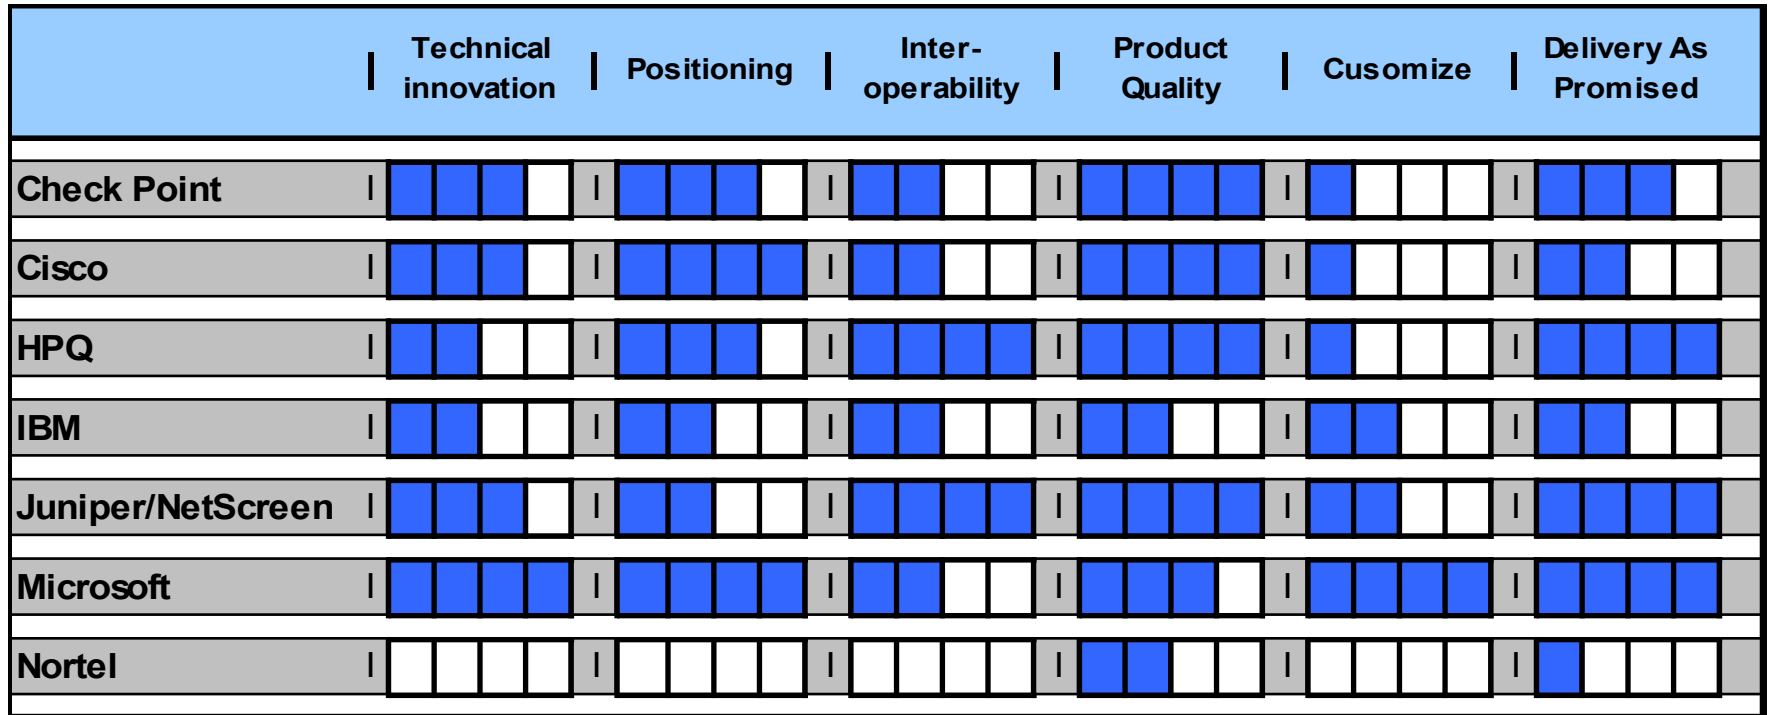 Technical innovation
Positioning
Inter-operability
Product Quality
Cusomize
Delivery As Promised
Check Point
Cisco
HPQ
IBM
Juniper/NetScreen
Microsoft
Nortel